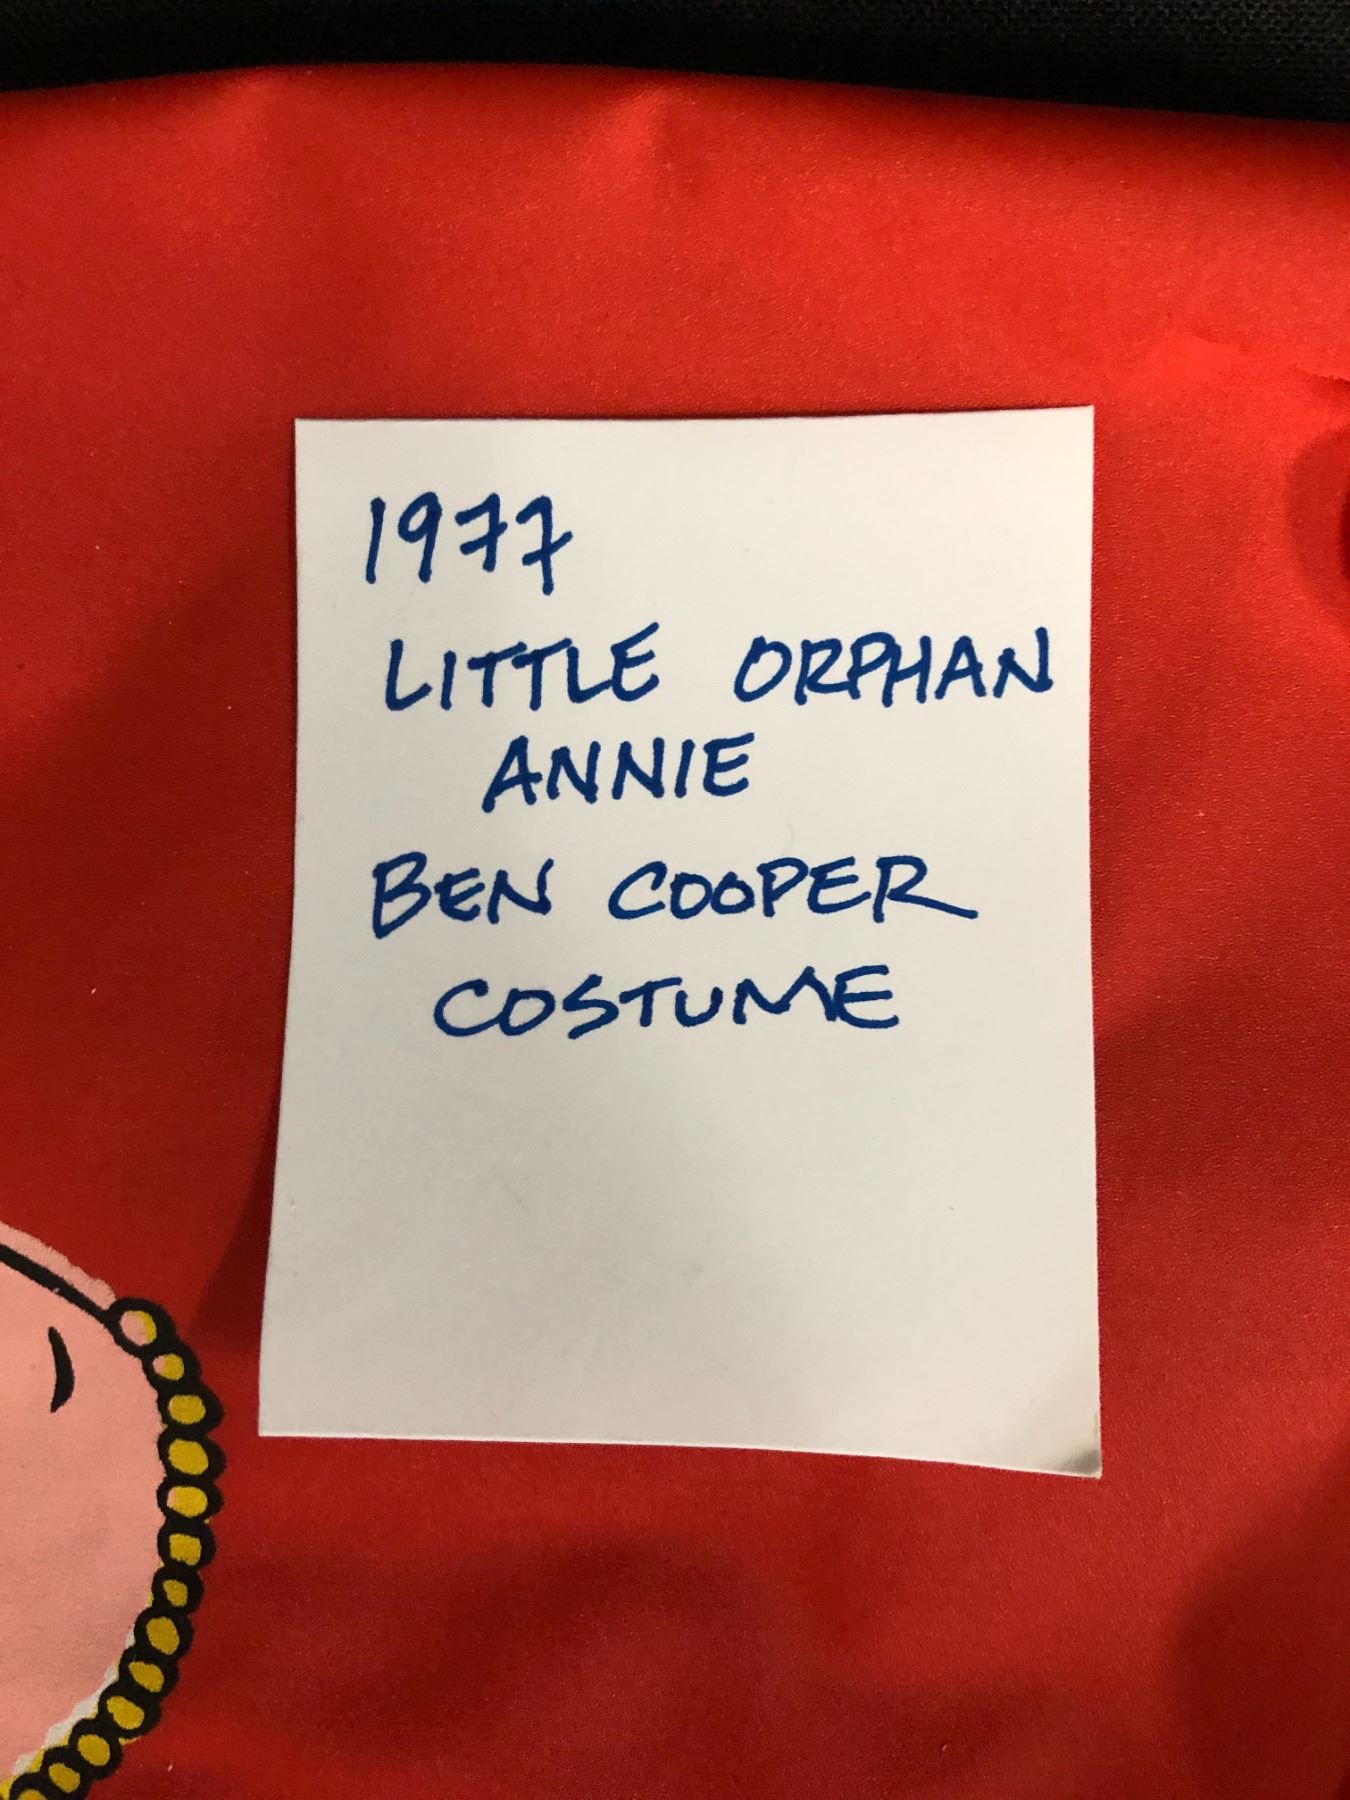 1977
LITTLE ORPHAN
ANNIE
BEN COOPER
COSTUME